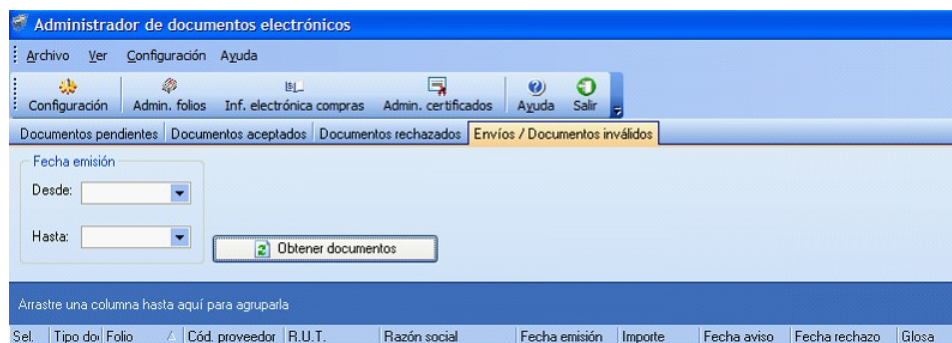 Administrador de documentos electrónicos
Archivo Ver Configuración Ayuda
Configuración Admin. folios Inf. electrónica compras Admin. certificados Ayuda Salir
Documentos pendientes Documentos aceptados Documentos rechazados Envíos / Documentos inválidos
Fecha emisión
Desde:
Hasta:
Obtener documentos
Arrastre una columna hasta aquí para agruparla
Sel. Tipo do Folio Cód. proveedor R.U.T. Razón social Fecha emisión Importe Fecha aviso Fecha rechazo Glosa